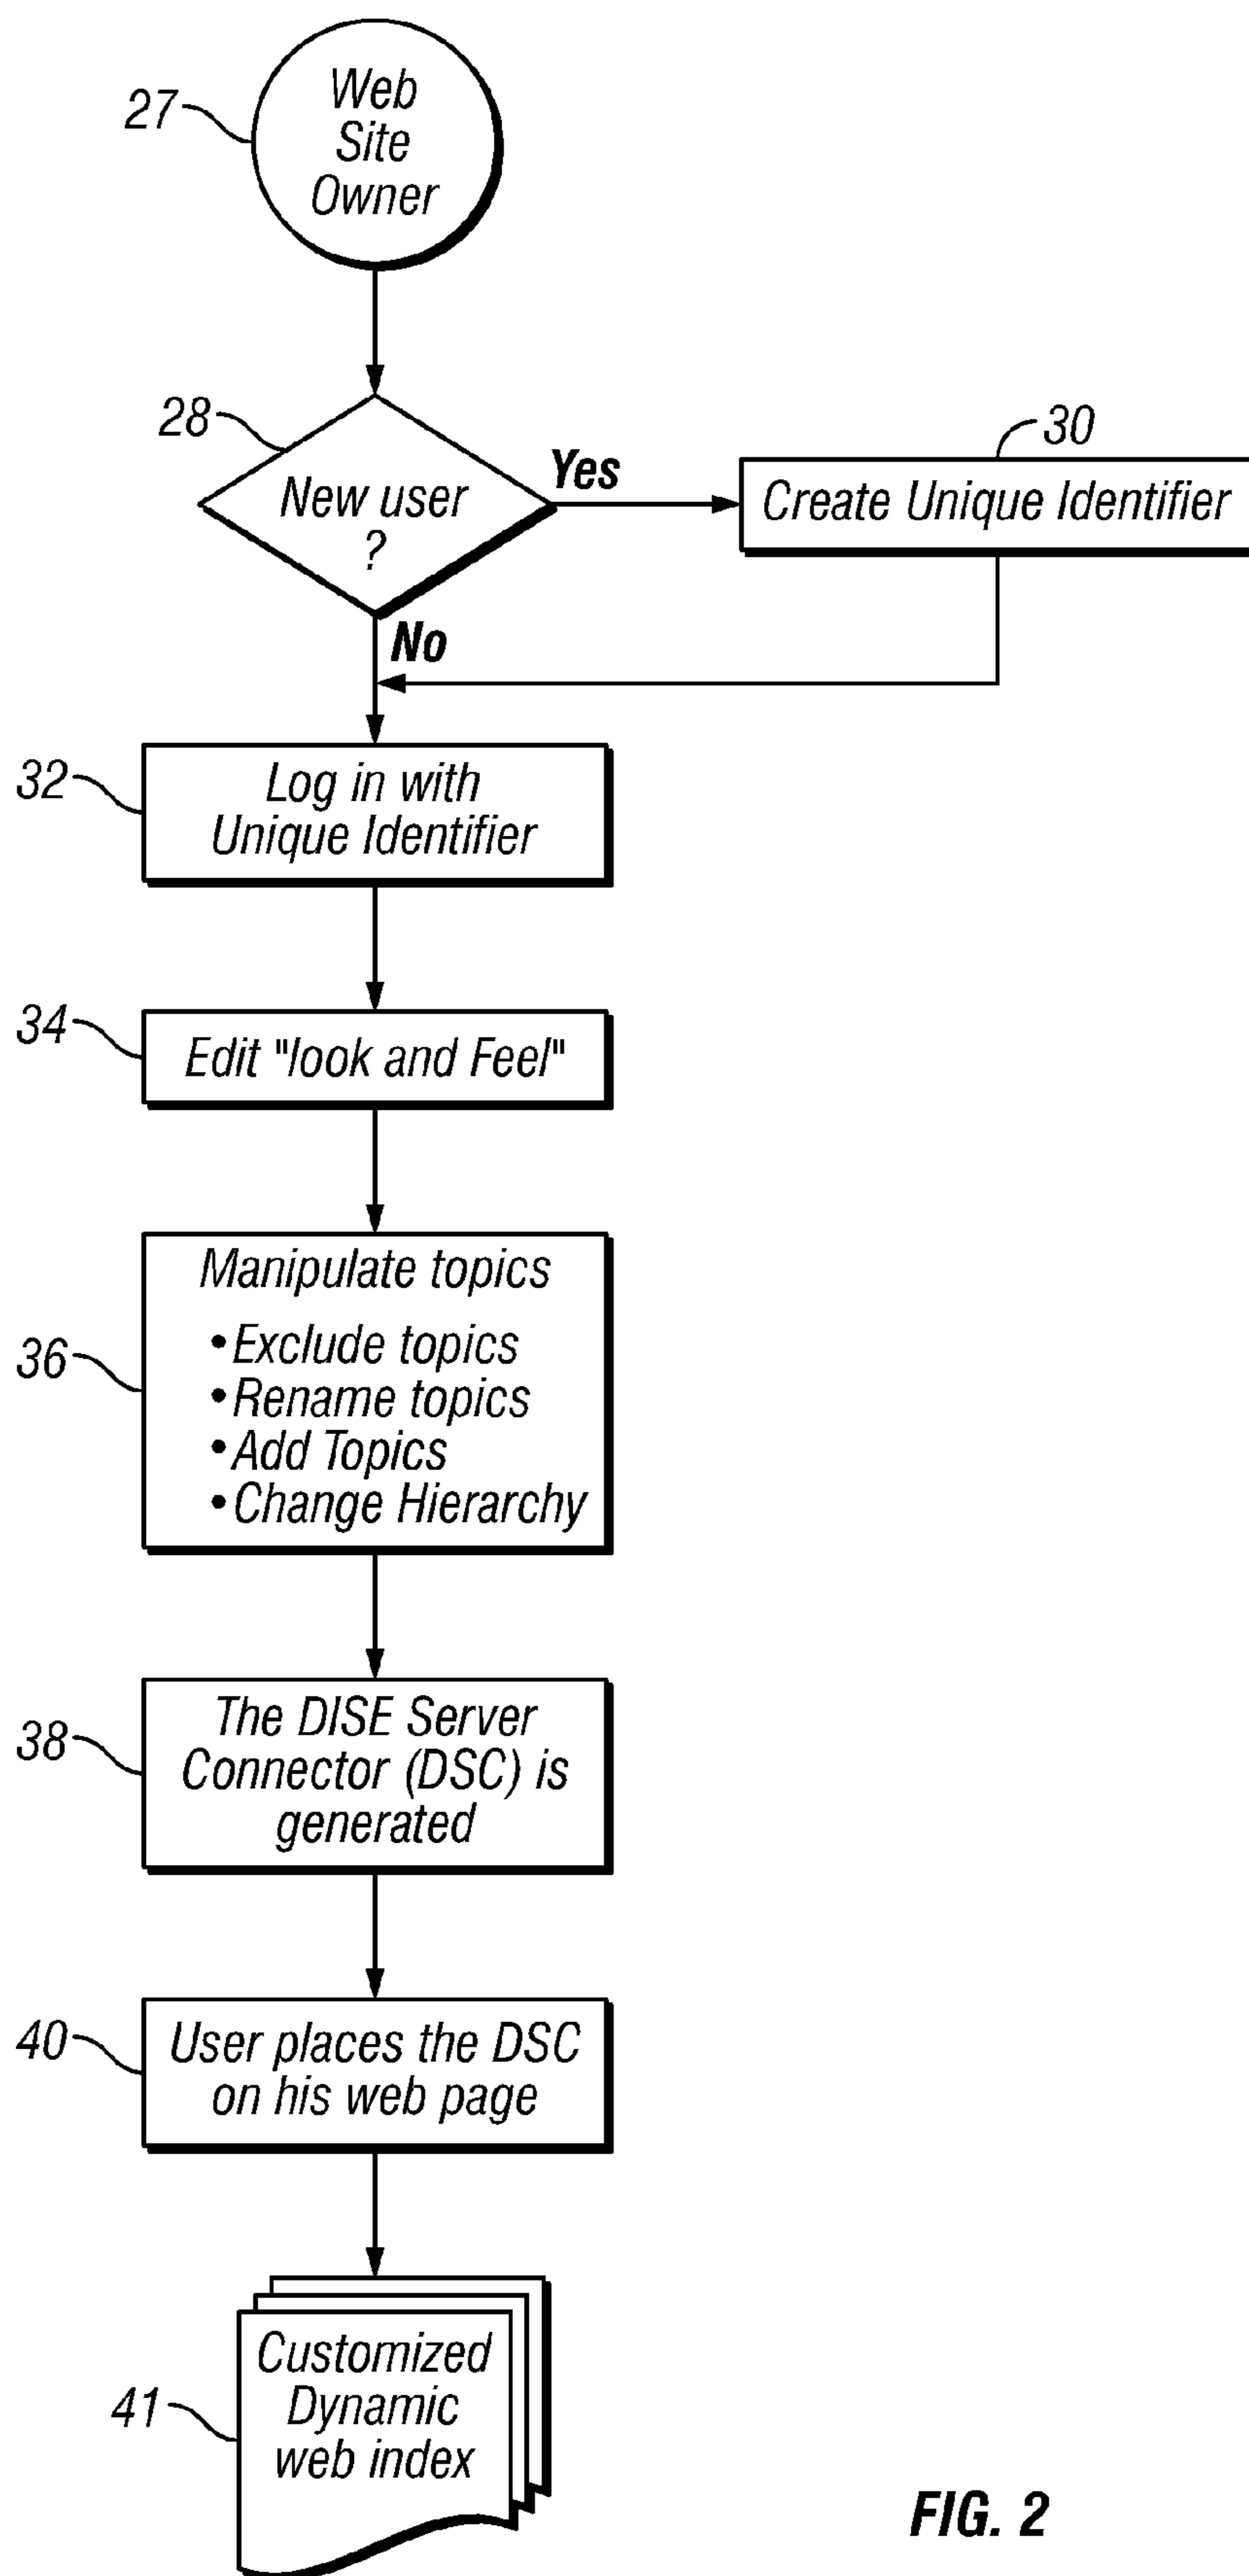 27
Web
Site
Owner
28
New user
?
Yes
30
Create Unique Identifier
No
32
Log in with
Unique Identifier
34
Edit "look and Feel"
36
Manipulate topics
•Exclude topics
•Rename topics
•Add Topics
•Change Hierarchy
38
The DISE Server
Connector (DSC) is
generated
40
User places the DSC
on his web page
41
Customized
Dynamic
web index
FIG. 2